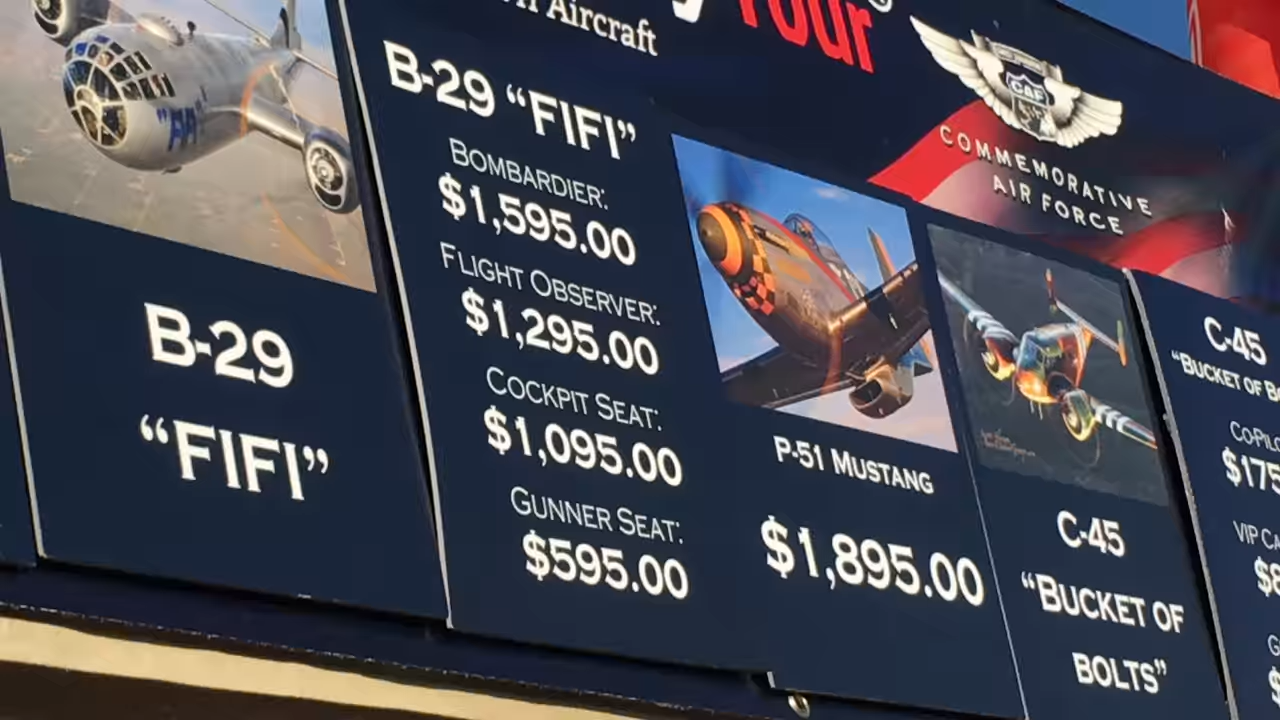 Aircraft
Tour
B-29 “FIFI”
BOMBARDIER:
$1,595.00
FLIGHT OBSERVER:
$1,295.00
COCKPIT SEAT:
$1,095.00
GUNNER SEAT:
$595.00
B-29
“FIFI”
CAF
COMMEMORATIVE
AIR FORCE
P-51 MUSTANG
$1,895.00
C-45
“BUCKET OF
BOLTS”
C-45
“BUCKET OF
VIP